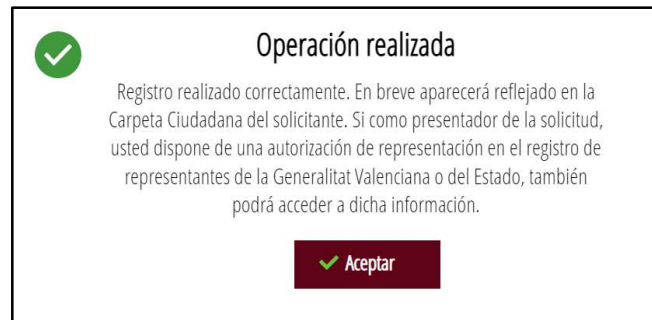 Operación realizada
Registro realizado correctamente. En breve aparecerá reflejado en la
Carpeta Ciudadana del solicitante. Si como presentador de la solicitud,
usted dispone de una autorización de representación en el registro de
representantes de la Generalitat Valenciana o del Estado, también
podrá acceder a dicha información.
Aceptar